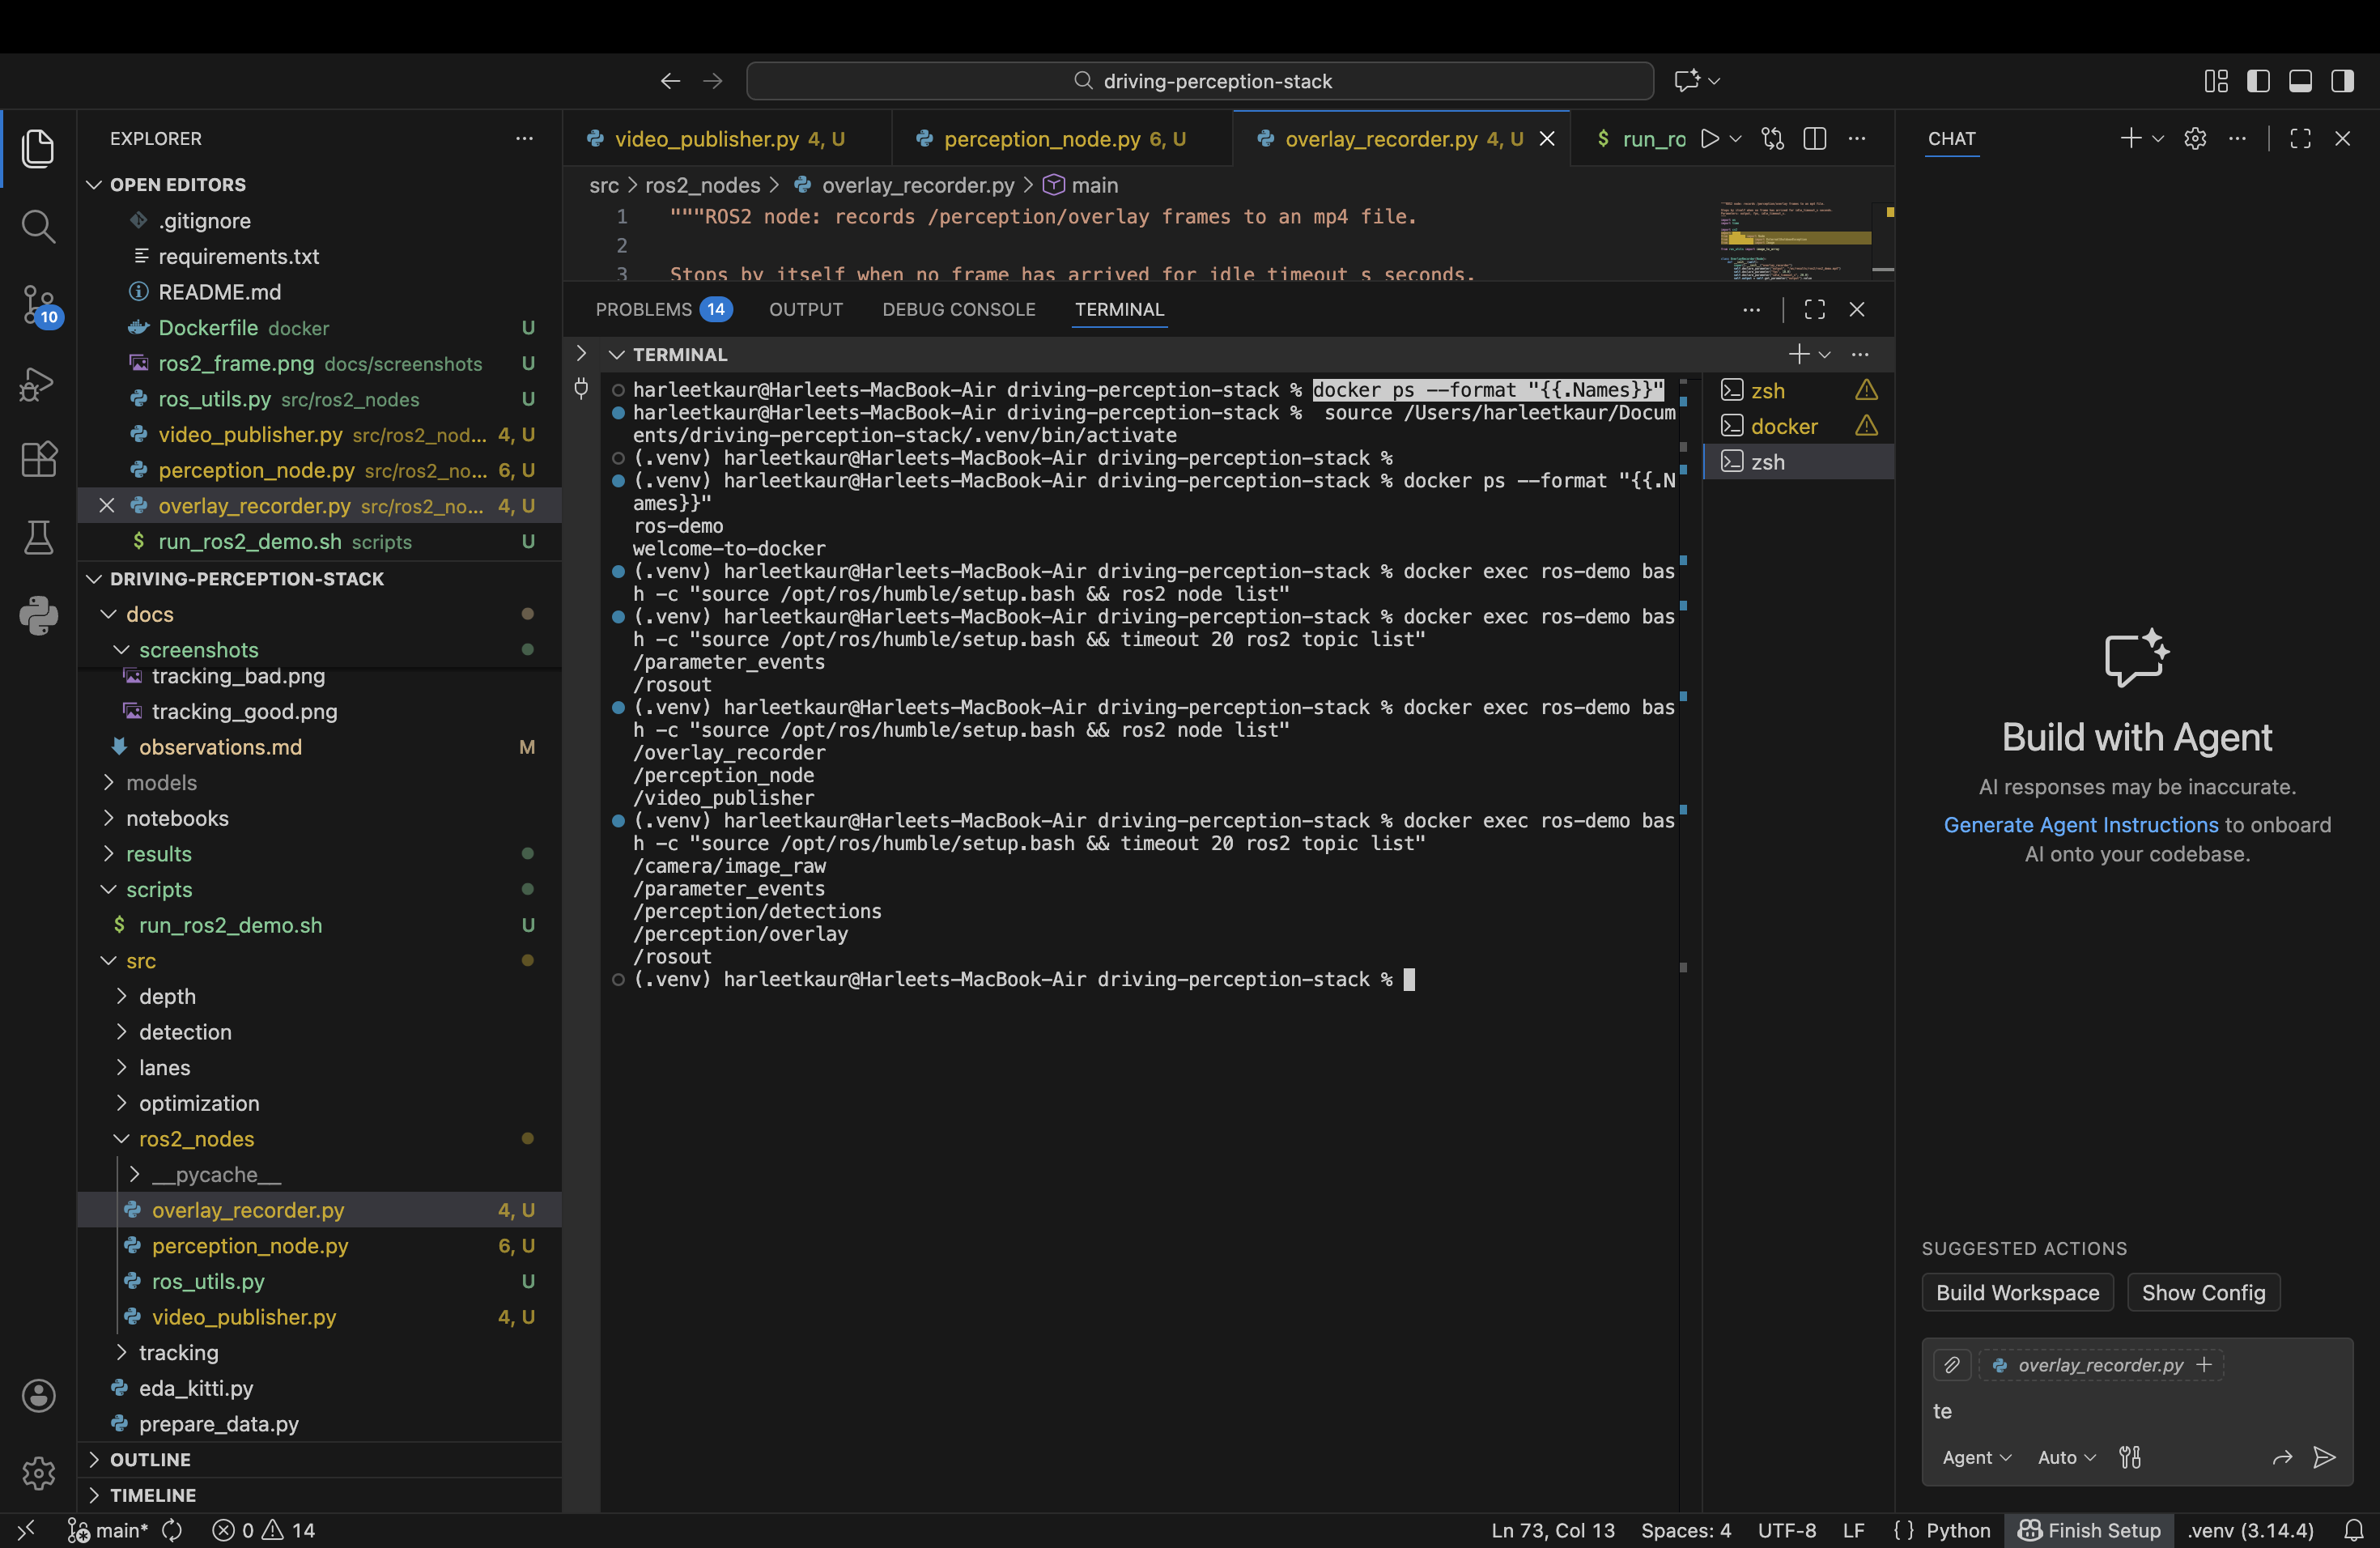 driving-perception-stack
EXPLORER
OPEN EDITORS
.gitignore
requirements.txt
README.md
Dockerfile docker U
ros2_frame.png docs/screenshots U
ros_utils.py src/ros2_nodes U
video_publisher.py src/ros2_nod... 4, U
perception_node.py src/ros2_no... 6, U
overlay_recorder.py src/ros2_no... 4, U
$ run_ros2_demo.sh scripts U
DRIVING-PERCEPTION-STACK
docs
screenshots
tracking_bad.png
tracking_good.png
observations.md M
models
notebooks
results
scripts
$ run_ros2_demo.sh U
src
depth
detection
lanes
optimization
ros2_nodes
__pycache__
overlay_recorder.py 4, U
perception_node.py 6, U
ros_utils.py U
video_publisher.py 4, U
tracking
eda_kitti.py
prepare_data.py
OUTLINE
TIMELINE
10
video_publisher.py 4, U
perception_node.py 6, U
overlay_recorder.py 4, U
$ run_ro
src > ros2_nodes > overlay_recorder.py > main
1 """ROS2 node: records /perception/overlay frames to an mp4 file.
2
3 Stops by itself when no frame has arrived for idle_timeout_s seconds.
PROBLEMS 14
OUTPUT
DEBUG CONSOLE
TERMINAL
TERMINAL
harleetkaur@Harleets-MacBook-Air driving-perception-stack % docker ps --format "{{.Names}}"
harleetkaur@Harleets-MacBook-Air driving-perception-stack %  source /Users/harleetkaur/Docum
ents/driving-perception-stack/.venv/bin/activate
(.venv) harleetkaur@Harleets-MacBook-Air driving-perception-stack %
(.venv) harleetkaur@Harleets-MacBook-Air driving-perception-stack % docker ps --format "{{.N
ames}}"
ros-demo
welcome-to-docker
(.venv) harleetkaur@Harleets-MacBook-Air driving-perception-stack % docker exec ros-demo bas
h -c "source /opt/ros/humble/setup.bash && ros2 node list"
(.venv) harleetkaur@Harleets-MacBook-Air driving-perception-stack % docker exec ros-demo bas
h -c "source /opt/ros/humble/setup.bash && timeout 20 ros2 topic list"
/parameter_events
/rosout
(.venv) harleetkaur@Harleets-MacBook-Air driving-perception-stack % docker exec ros-demo bas
h -c "source /opt/ros/humble/setup.bash && ros2 node list"
/overlay_recorder
/perception_node
/video_publisher
(.venv) harleetkaur@Harleets-MacBook-Air driving-perception-stack % docker exec ros-demo bas
h -c "source /opt/ros/humble/setup.bash && timeout 20 ros2 topic list"
/camera/image_raw
/parameter_events
/perception/detections
/perception/overlay
/rosout
(.venv) harleetkaur@Harleets-MacBook-Air driving-perception-stack %
zsh
docker
zsh
CHAT
Build with Agent
AI responses may be inaccurate.
Generate Agent Instructions to onboard
AI onto your codebase.
SUGGESTED ACTIONS
Build Workspace
Show Config
overlay_recorder.py
te
Agent
Auto
main*
0
14
Ln 73, Col 13
Spaces: 4
UTF-8
LF
{ } Python
Finish Setup
.venv (3.14.4)